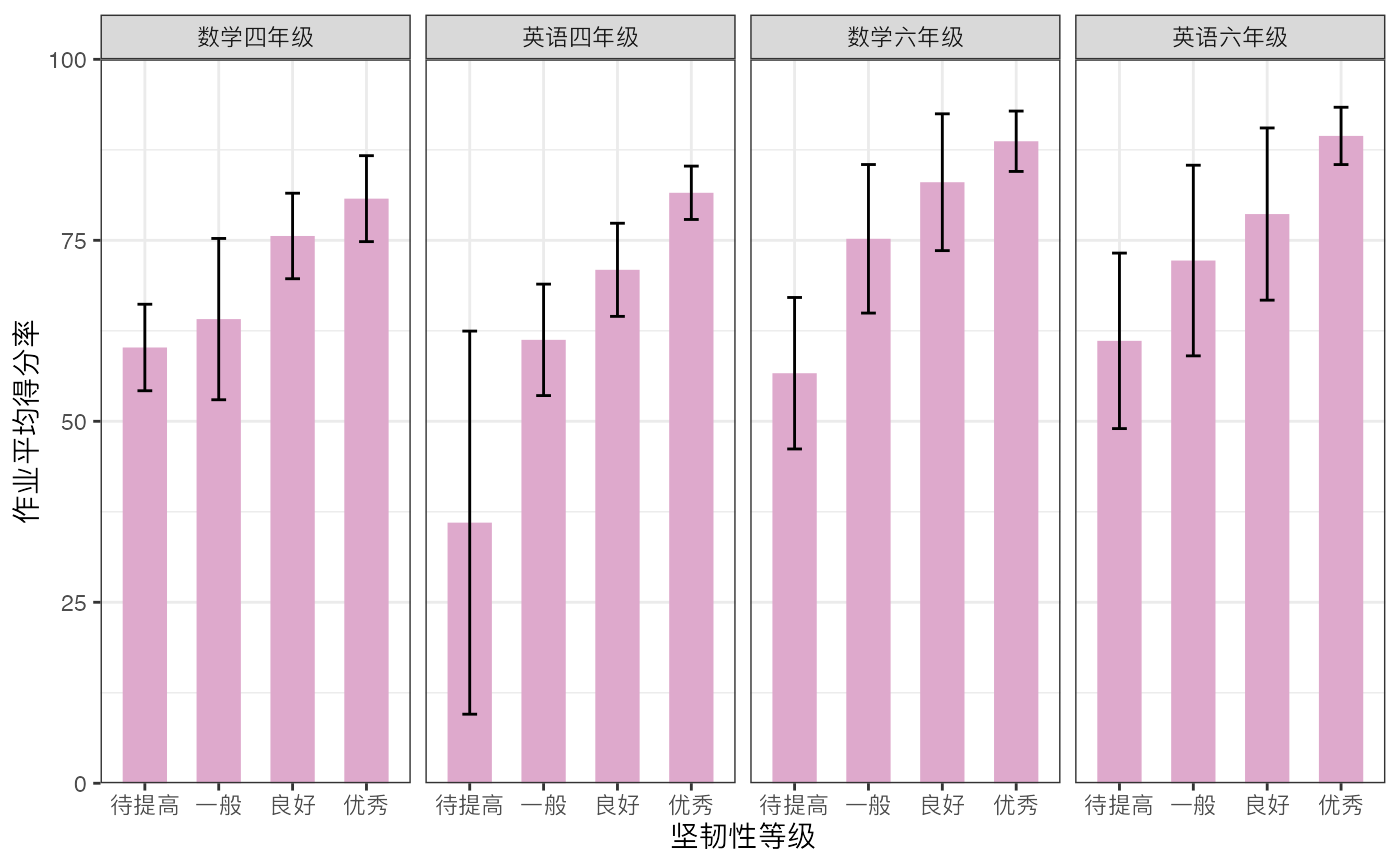 数学四年级 英语四年级 数学六年级 英语六年级
100
75
50
25
0
作业平均得分率
待提高 一般 良好 优秀 待提高 一般 良好 优秀 待提高 一般 良好 优秀 待提高 一般 良好 优秀
坚韧性等级